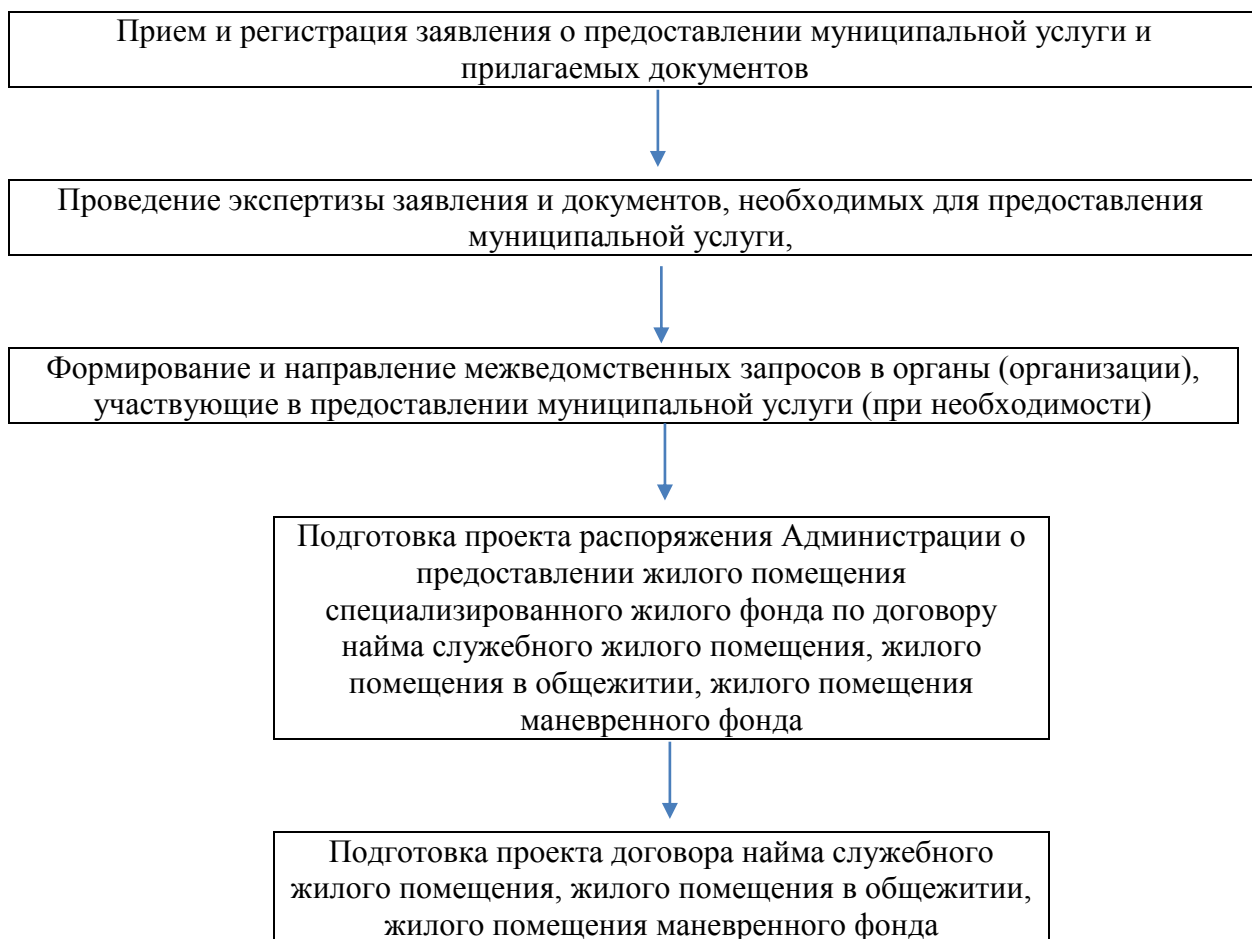 Прием и регистрация заявления о предоставлении муниципальной услуги и
прилагаемых документов
Проведение экспертизы заявления и документов, необходимых для предоставления
муниципальной услуги,
Формирование и направление межведомственных запросов в органы (организации),
участвующие в предоставлении муниципальной услуги (при необходимости)
Подготовка проекта распоряжения Администрации о
предоставлении жилого помещения
специализированного жилого фонда по договору
найма служебного жилого помещения, жилого
помещения в общежитии, жилого помещения
маневренного фонда
Подготовка проекта договора найма служебного
жилого помещения, жилого помещения в общежитии,
жилого помещения маневренного фонда